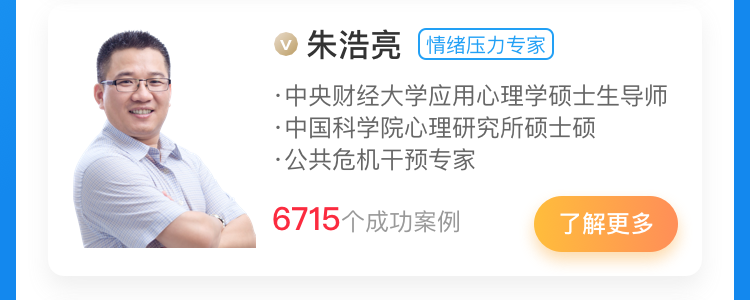 朱浩亮 情绪压力专家
·中央财经大学应用心理学硕士生导师
·中国科学院心理研究所硕士硕
·公共危机干预专家
6715个成功案例 了解更多